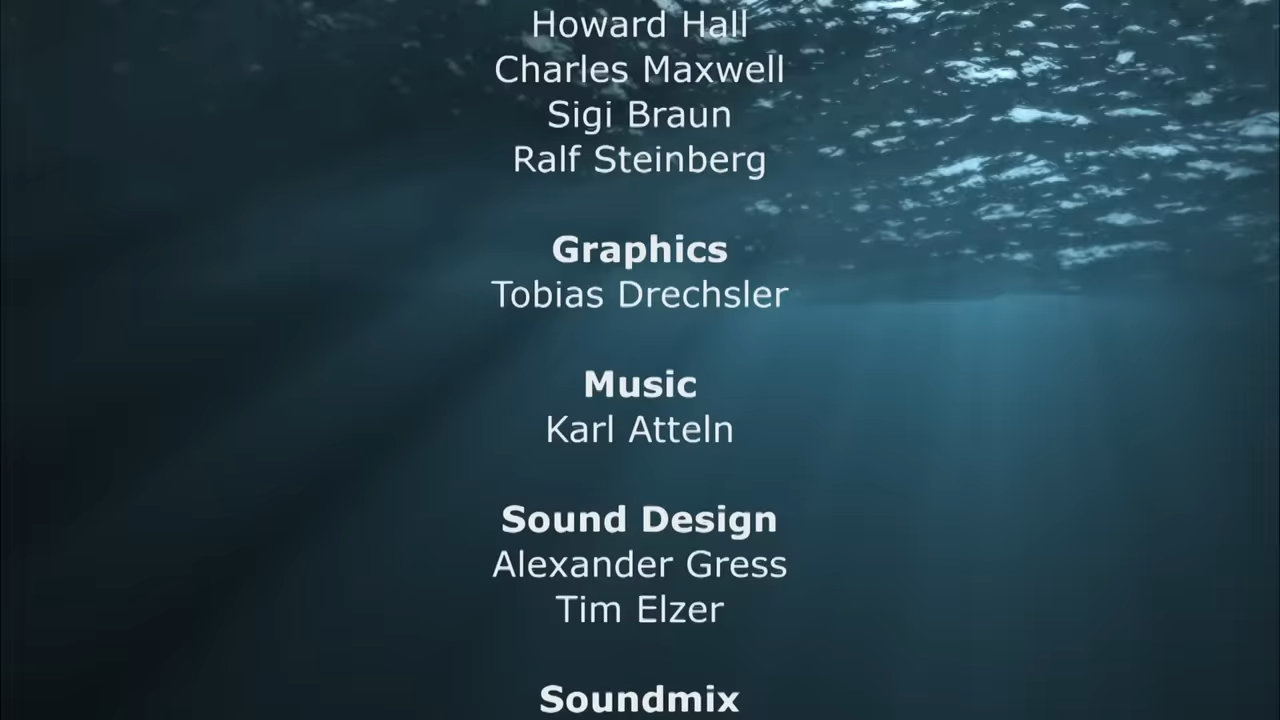 Howard Hall
Charles Maxwell
Sigi Braun
Ralf Steinberg
Graphics
Tobias Drechsler
Music
Karl Atteln
Sound Design
Alexander Gress
Tim Elzer
Soundmix